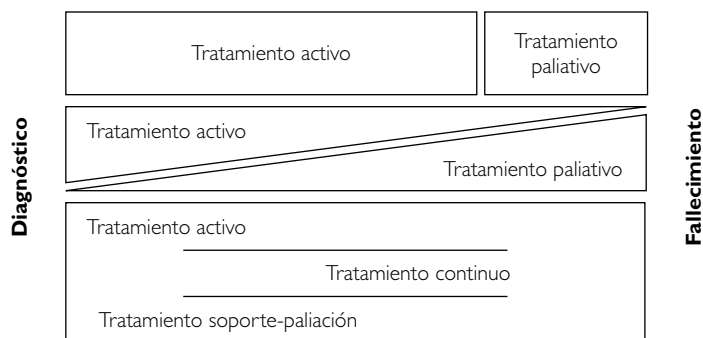 Tratamiento activo
Tratamiento
paliativo
Diagnóstico
Tratamiento activo
Tratamiento paliativo
Fallecimiento
Tratamiento activo
Tratamiento continuo
Tratamiento soporte-paliación